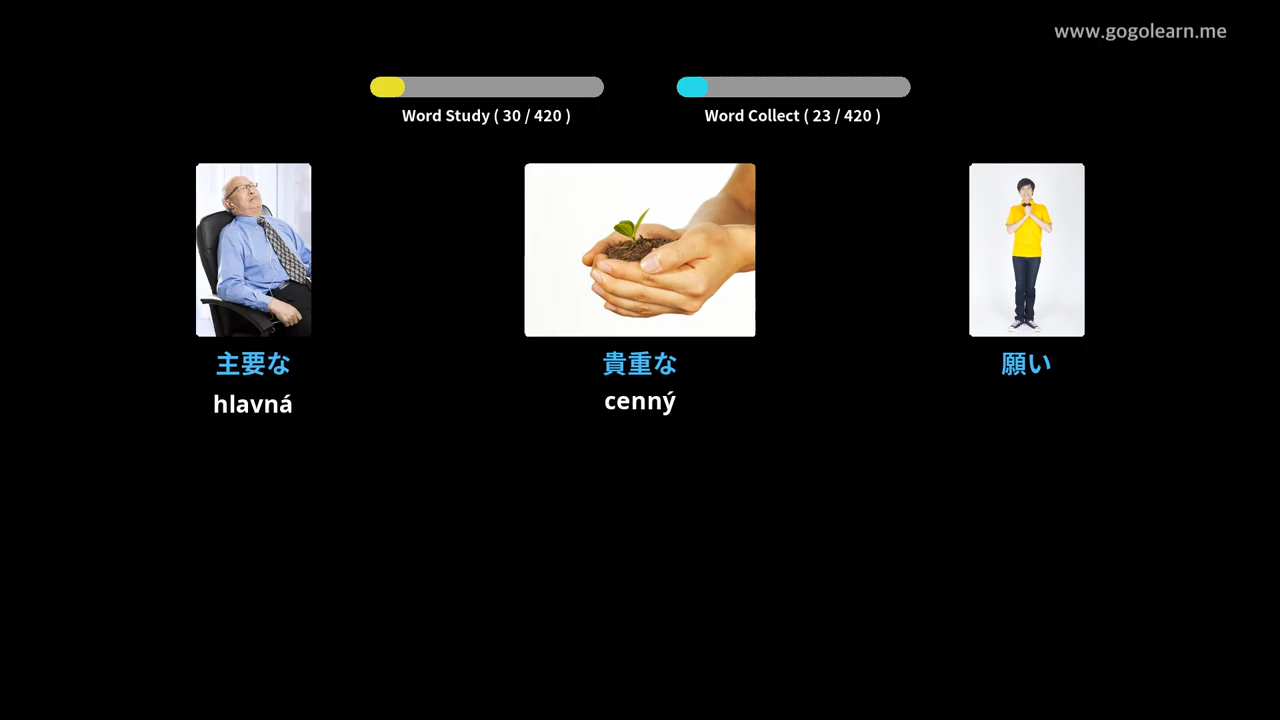 www.gogolearn.me
Word Study ( 30 / 420 )
Word Collect ( 23 / 420 )
主要な
貴重な
願い
hlavná
cenný